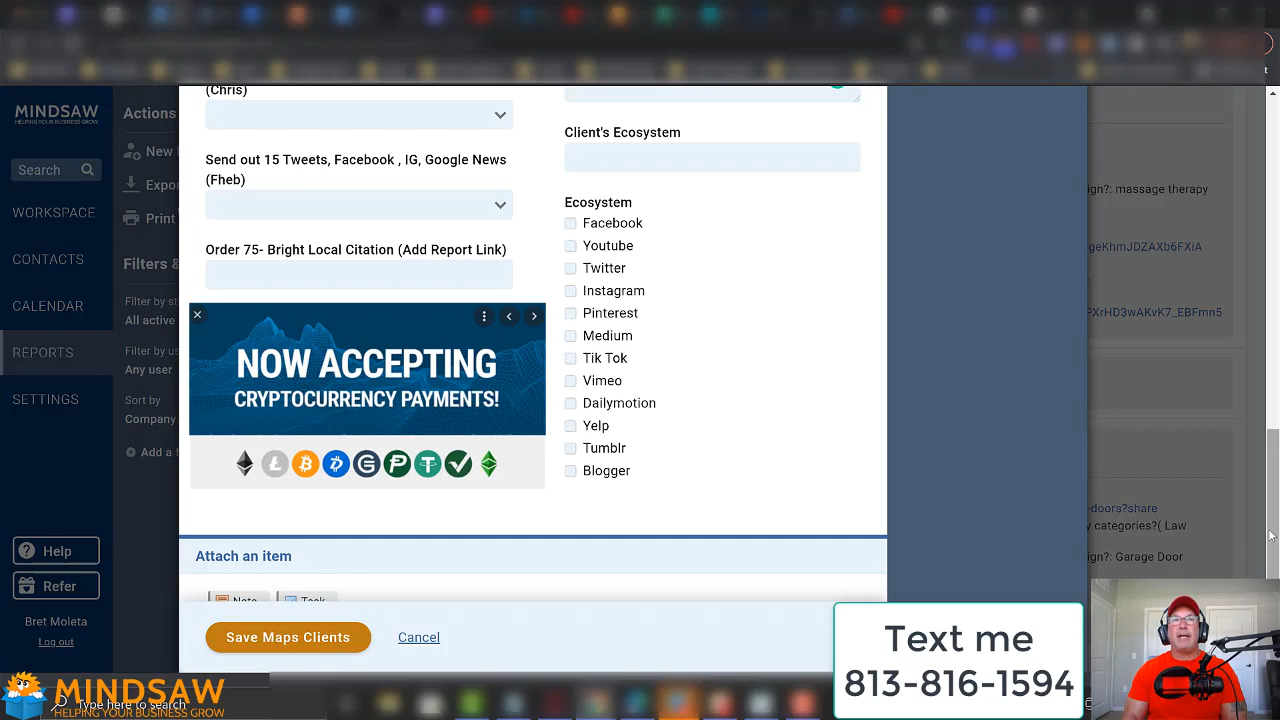 MINDSAW
HELPING YOUR BUSINESS GROW
Search
WORKSPACE
CONTACTS
CALENDAR
REPORTS
SETTINGS
Help
Refer
Bret Moleta
Log out
Actions
New
Expor
Print
Filters &
Filter by s
All active
Filter by us
Any user
Sort by
Company
Add a f
(Chris)
Send out 15 Tweets, Facebook , IG, Google News
(Fheb)
Order 75- Bright Local Citation (Add Report Link)
NOW ACCEPTING
CRYPTOCURRENCY PAYMENTS!
Client's Ecosystem
Ecosystem
Facebook
Youtube
Twitter
Instagram
Pinterest
Medium
Tik Tok
Vimeo
Dailymotion
Yelp
Tumblr
Blogger
Attach an item
Note
Task
Save Maps Clients
Cancel
ign?: massage therapy
geKhmJDZAXb6FXiA
PXrHD3wAKvK7_EBFmn5
-doors?share
y categories?( Law
ign?: Garage Door
Text me
813-816-1594
MINDSAW
HELPING YOUR BUSINESS GROW
Type here to search